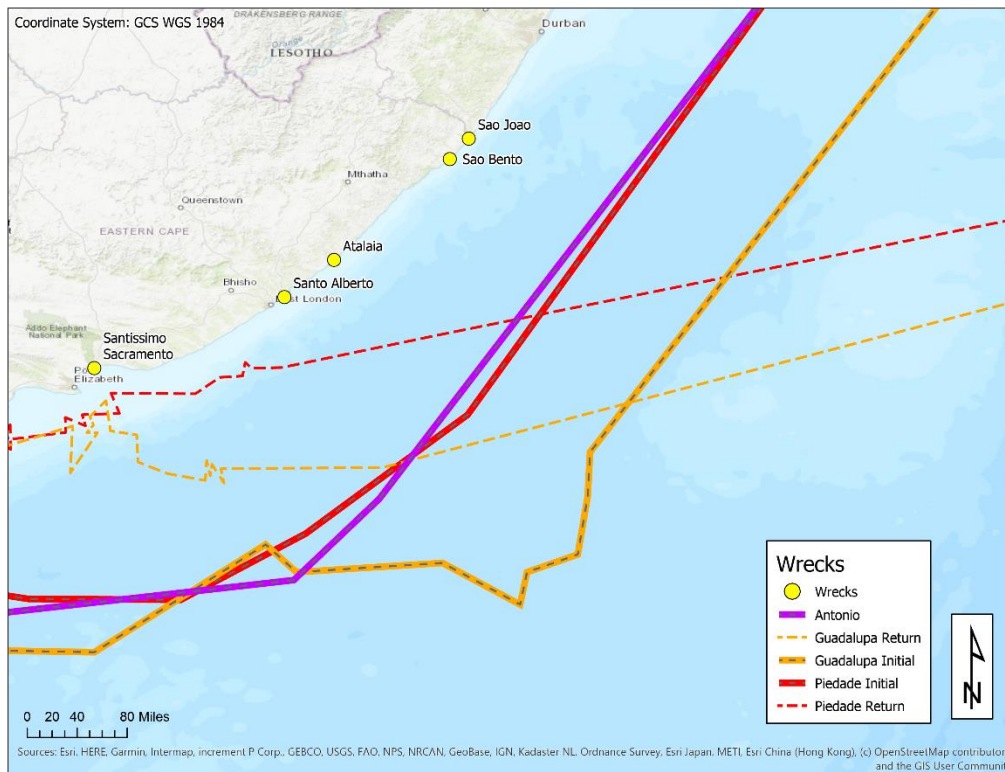 Coordinate System: GCS WGS 1984
DRAKENSBERG RANGE
Durban
Orange
LESOTHO
Sao Joao
Sao Bento
Mthatha
Queenstown
EASTERN CAPE
Atalaia
Bhisho
Santo Alberto
East London
Addo Elephant
National Park
Santissimo
Sacramento
Elizabeth
Wrecks
Wrecks
Antonio
Guadalupa Return
Guadalupa Initial
Piedade Initial
Piedade Return
N
0 20 40 80 Miles
Sources: Esri, HERE, Garmin, Intermap, increment P Corp., GEBCO, USGS, FAO, NPS, NRCAN, GeoBase, IGN, Kadaster NL, Ordnance Survey, Esri Japan, METI, Esri China (Hong Kong), (c) OpenStreetMap contributor
and the GIS User Communit